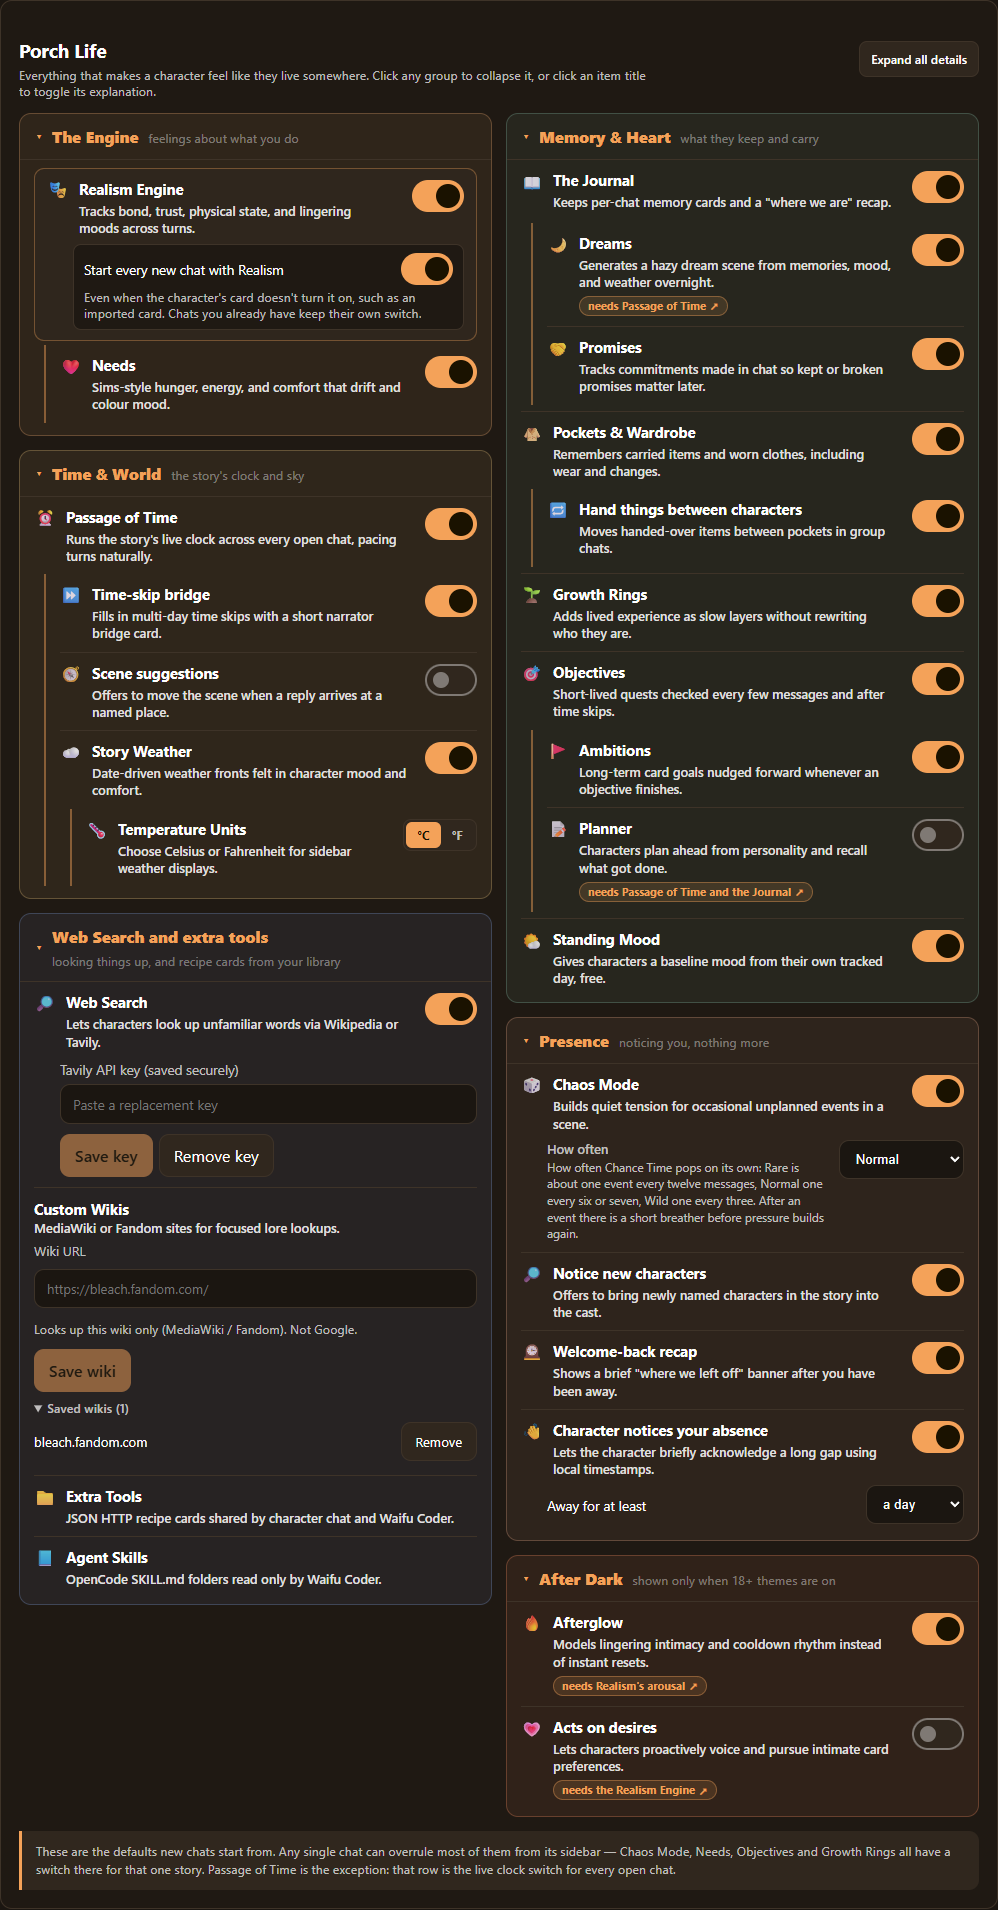 Porch Life
Everything that makes a character feel like they live somewhere. Click any group to collapse it, or click an item title
to toggle its explanation.
Expand all details
The Engine feelings about what you do
Realism Engine
Tracks bond, trust, physical state, and lingering
moods across turns.
Start every new chat with Realism
Even when the character's card doesn't turn it on, such as an
imported card. Chats you already have keep their own switch.
Needs
Sims-style hunger, energy, and comfort that drift and
colour mood.
Time & World the story's clock and sky
Passage of Time
Runs the story's live clock across every open chat, pacing
turns naturally.
Time-skip bridge
Fills in multi-day time skips with a short narrator
bridge card.
Scene suggestions
Offers to move the scene when a reply arrives at a
named place.
Story Weather
Date-driven weather fronts felt in character mood and
comfort.
Temperature Units
Choose Celsius or Fahrenheit for sidebar
weather displays.
°C °F
Web Search and extra tools
looking things up, and recipe cards from your library
Web Search
Lets characters look up unfamiliar words via Wikipedia or
Tavily.
Tavily API key (saved securely)
Paste a replacement key
Save key Remove key
Custom Wikis
MediaWiki or Fandom sites for focused lore lookups.
Wiki URL
https://bleach.fandom.com/
Looks up this wiki only (MediaWiki / Fandom). Not Google.
Save wiki
▼ Saved wikis (1)
bleach.fandom.com Remove
Extra Tools
JSON HTTP recipe cards shared by character chat and Waifu Coder.
Agent Skills
OpenCode SKILL.md folders read only by Waifu Coder.
Memory & Heart what they keep and carry
The Journal
Keeps per-chat memory cards and a "where we are" recap.
Dreams
Generates a hazy dream scene from memories, mood,
and weather overnight.
needs Passage of Time ↗
Promises
Tracks commitments made in chat so kept or broken
promises matter later.
Pockets & Wardrobe
Remembers carried items and worn clothes, including
wear and changes.
Hand things between characters
Moves handed-over items between pockets in group
chats.
Growth Rings
Adds lived experience as slow layers without rewriting
who they are.
Objectives
Short-lived quests checked every few messages and after
time skips.
Ambitions
Long-term card goals nudged forward whenever an
objective finishes.
Planner
Characters plan ahead from personality and recall
what got done.
needs Passage of Time and the Journal ↗
Standing Mood
Gives characters a baseline mood from their own tracked
day, free.
Presence noticing you, nothing more
Chaos Mode
Builds quiet tension for occasional unplanned events in a
scene.
How often
How often Chance Time pops on its own: Rare is
about one event every twelve messages, Normal one
every six or seven, Wild one every three. After an
event there is a short breather before pressure builds
again.
Normal
Notice new characters
Offers to bring newly named characters in the story into
the cast.
Welcome-back recap
Shows a brief "where we left off" banner after you have
been away.
Character notices your absence
Lets the character briefly acknowledge a long gap using
local timestamps.
Away for at least a day
After Dark shown only when 18+ themes are on
Afterglow
Models lingering intimacy and cooldown rhythm instead
of instant resets.
needs Realism's arousal ↗
Acts on desires
Lets characters proactively voice and pursue intimate card
preferences.
needs the Realism Engine ↗
These are the defaults new chats start from. Any single chat can overrule most of them from its sidebar — Chaos Mode, Needs, Objectives and Growth Rings all have a
switch there for that one story. Passage of Time is the exception: that row is the live clock switch for every open chat.